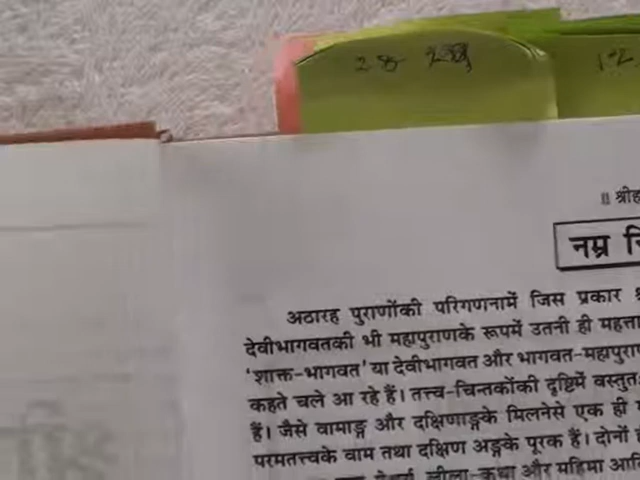 ॥ श्रीह
नम्र
अठारह पुराणोंकी परिगणनामें जिस प्रकार
देवीभागवतकी भी महापुराणके रूपमें उतनी ही महत्ता
'शाक्त-भागवत' या देवीभागवत और भागवत-महापुरा
कहते चले आ रहे हैं। तत्त्व-चिन्तकोंकी दृष्टिमें वस्तुत
हैं। जैसे वामाङ्ग और दक्षिणाङ्गके मिलनेसे एक ही
परमतत्त्वके वाम तथा दक्षिण अङ्गके पूरक हैं। दोनों
लीला-कथा और महिमा आदि